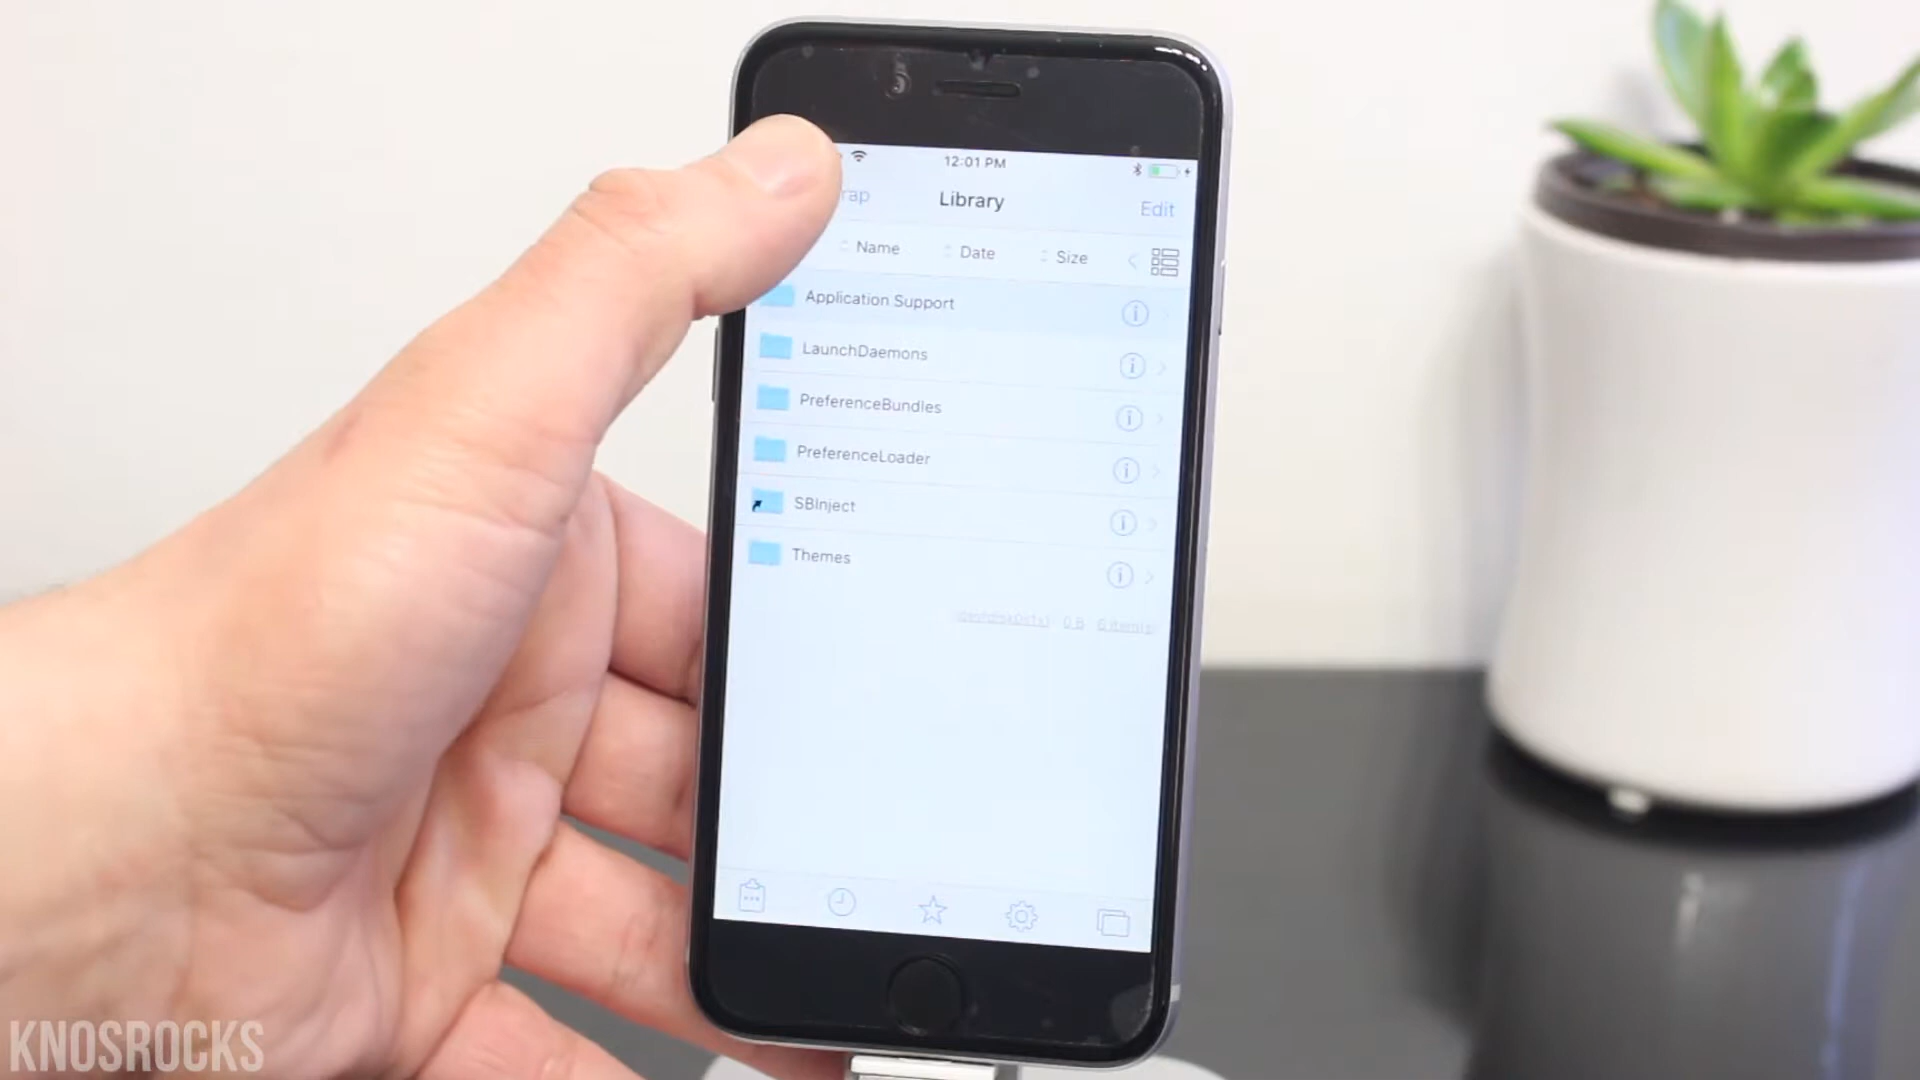 12:01 PM
rap Library Edit
Name Date Size
Application Support
LaunchDaemons
PreferenceBundles
PreferenceLoader
SBInject
Themes
0 B 6 items
KNOSROCKS